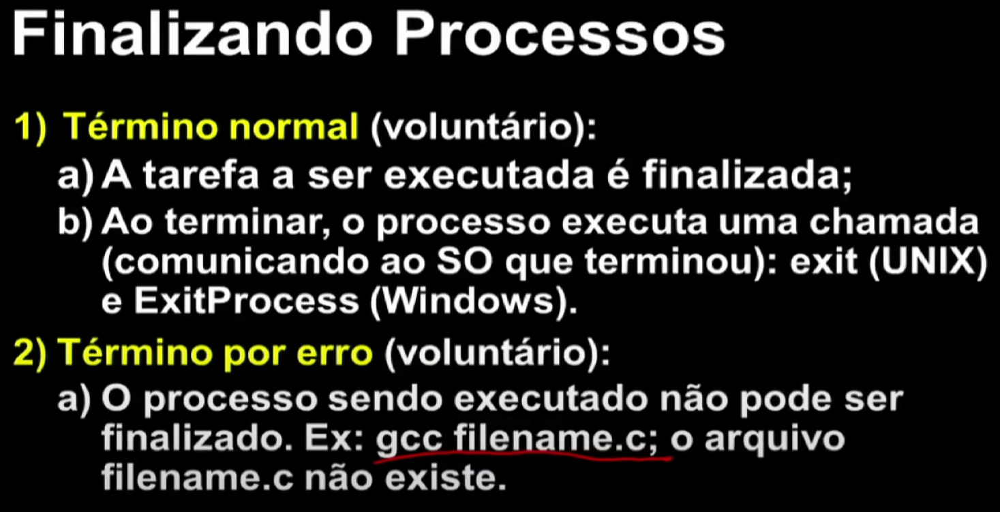 Finalizando Processos
1) Término normal (voluntário):
a) A tarefa a ser executada é finalizada;
b) Ao terminar, o processo executa uma chamada
(comunicando ao SO que terminou): exit (UNIX)
e ExitProcess (Windows).
2) Término por erro (voluntário):
a) O processo sendo executado não pode ser
finalizado. Ex: gcc filename.c; o arquivo
filename.c não existe.